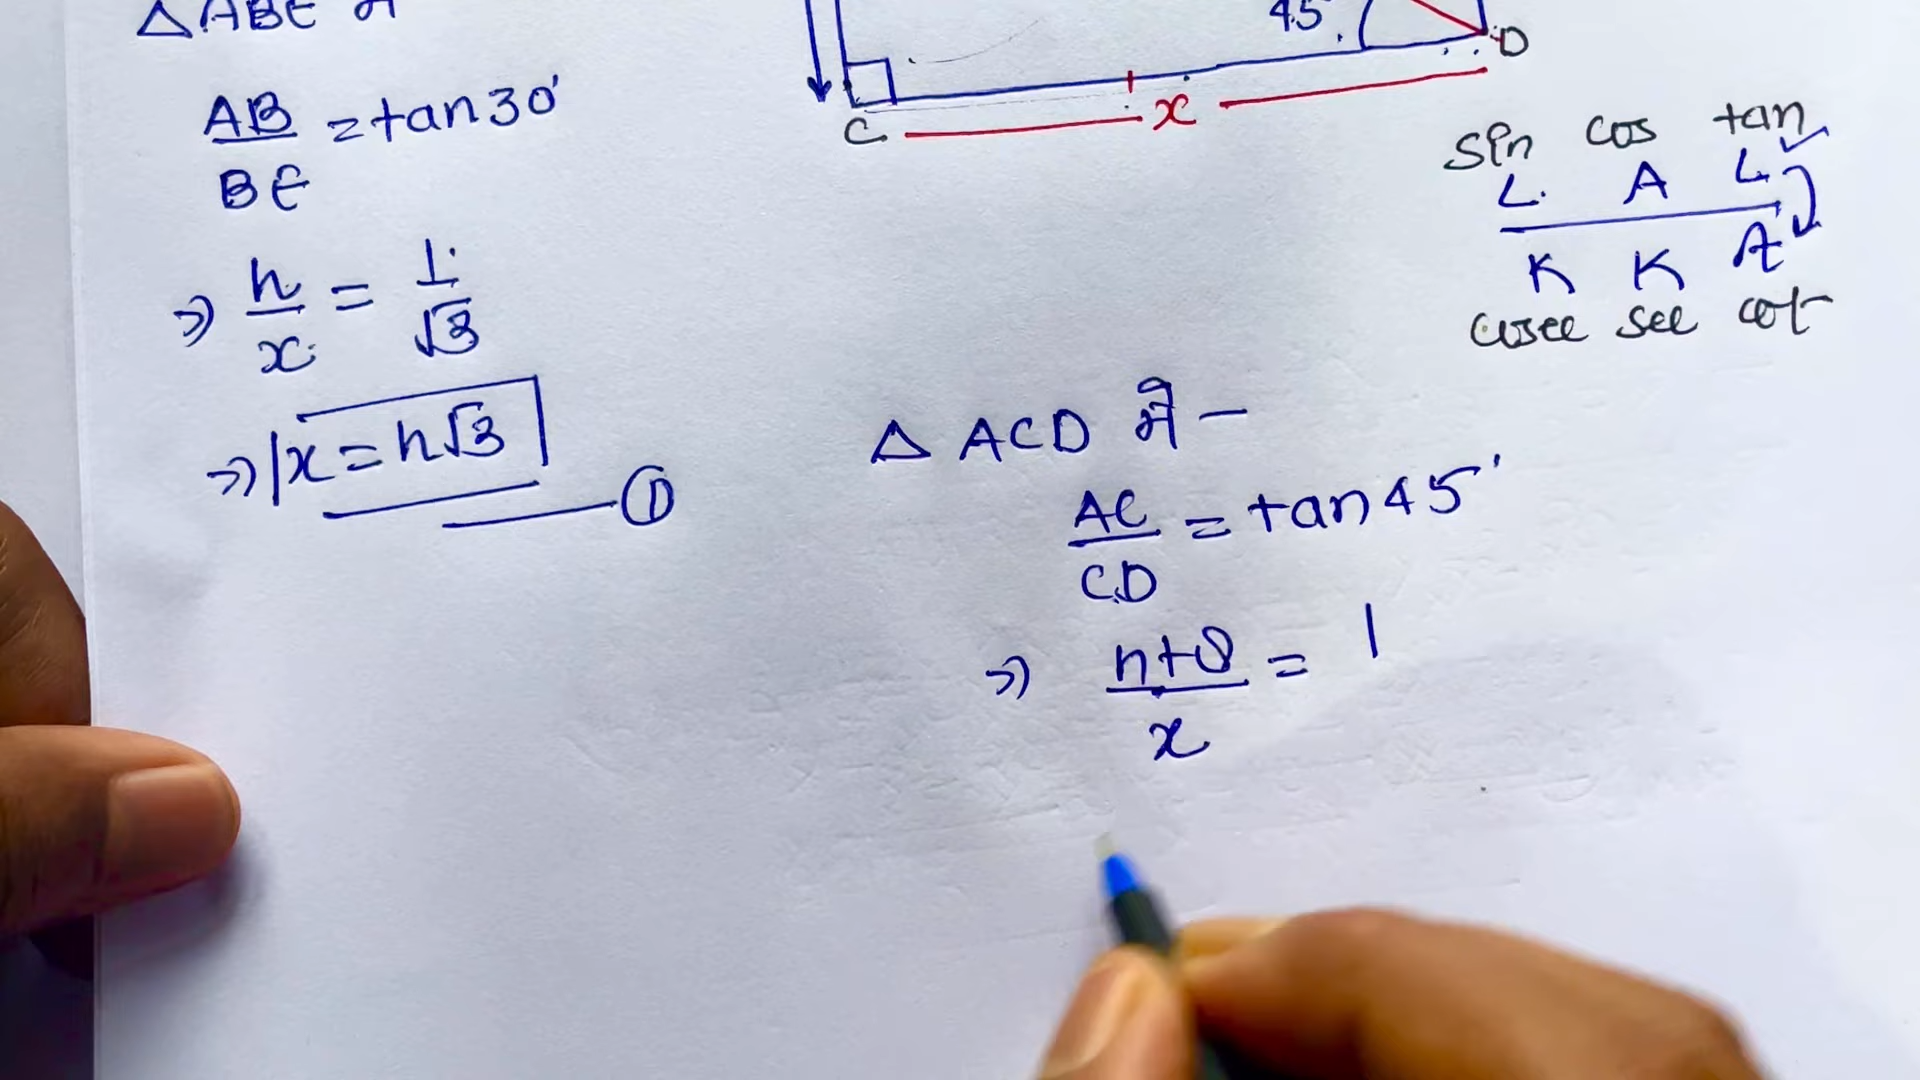 △ABE में
AB/BE = tan30°
⇒ h/x = 1/√3
⇒ x = h√3
①
45°
D
C
x
sin cos tan
L A L
K K A
cosec sec cot
△ ACD में —
AC/CD = tan45°
⇒ h+8/x = 1